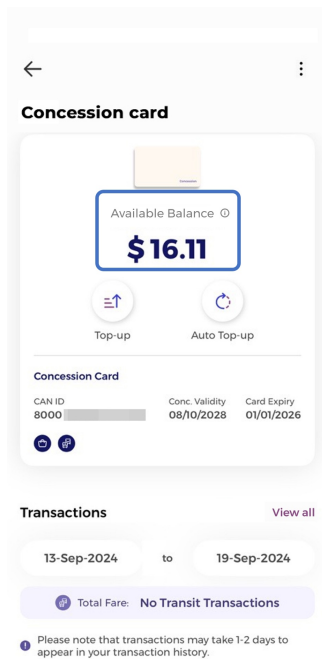 Concession card
Available Balance
$ 16.11
Top-up Auto Top-up
Concession Card
CAN ID Conc. Validity Card Expiry
8000 08/10/2028 01/01/2026
Transactions View all
13-Sep-2024 to 19-Sep-2024
Total Fare: No Transit Transactions
Please note that transactions may take 1-2 days to
appear in your transaction history.